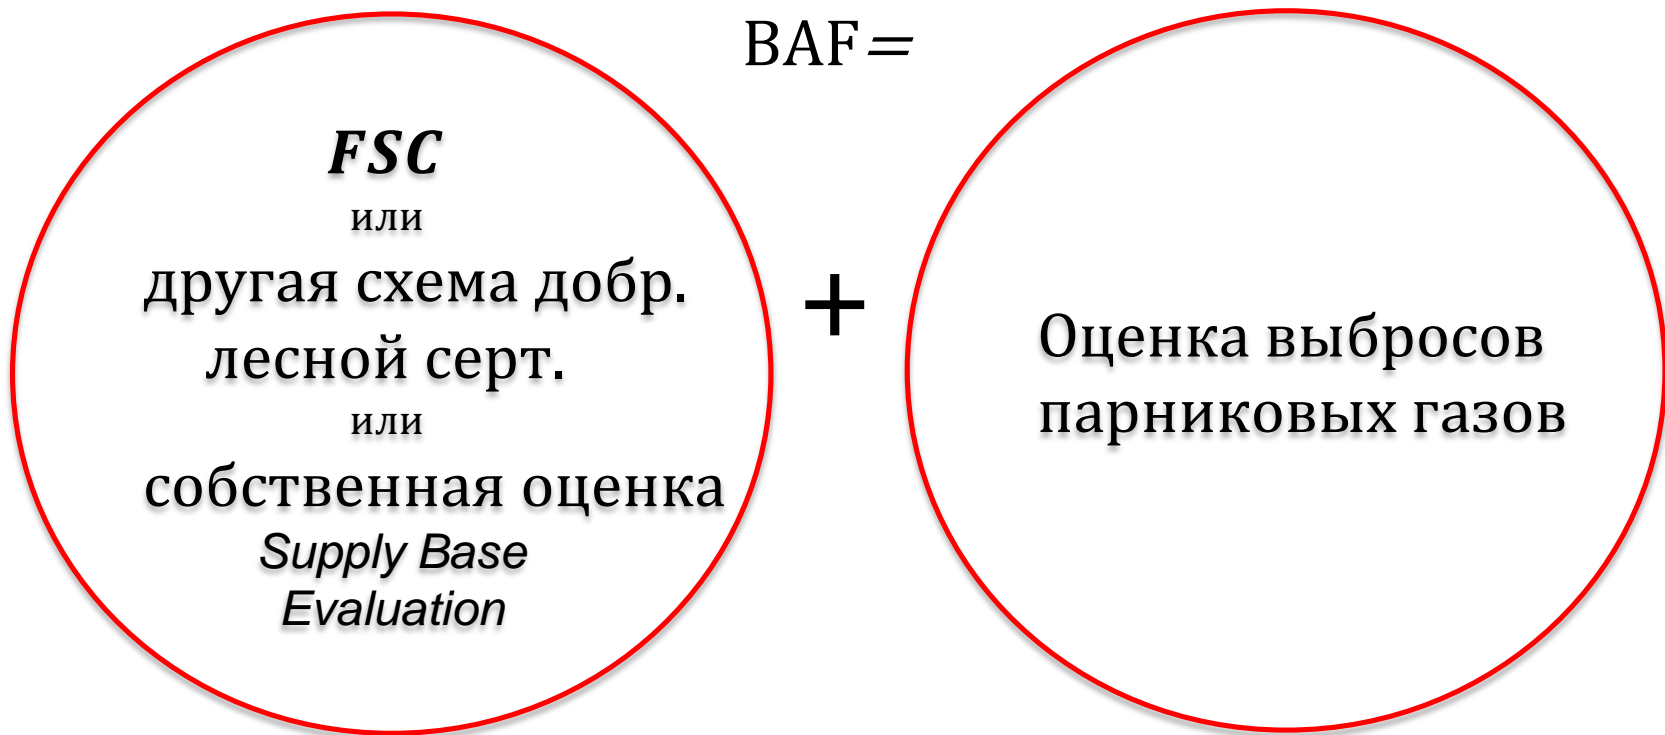 BAF=
FSC
или
другая схема добр.
лесной серт.
или
собственная оценка
Supply Base
Evaluation
+
Оценка выбросов
парниковых газов